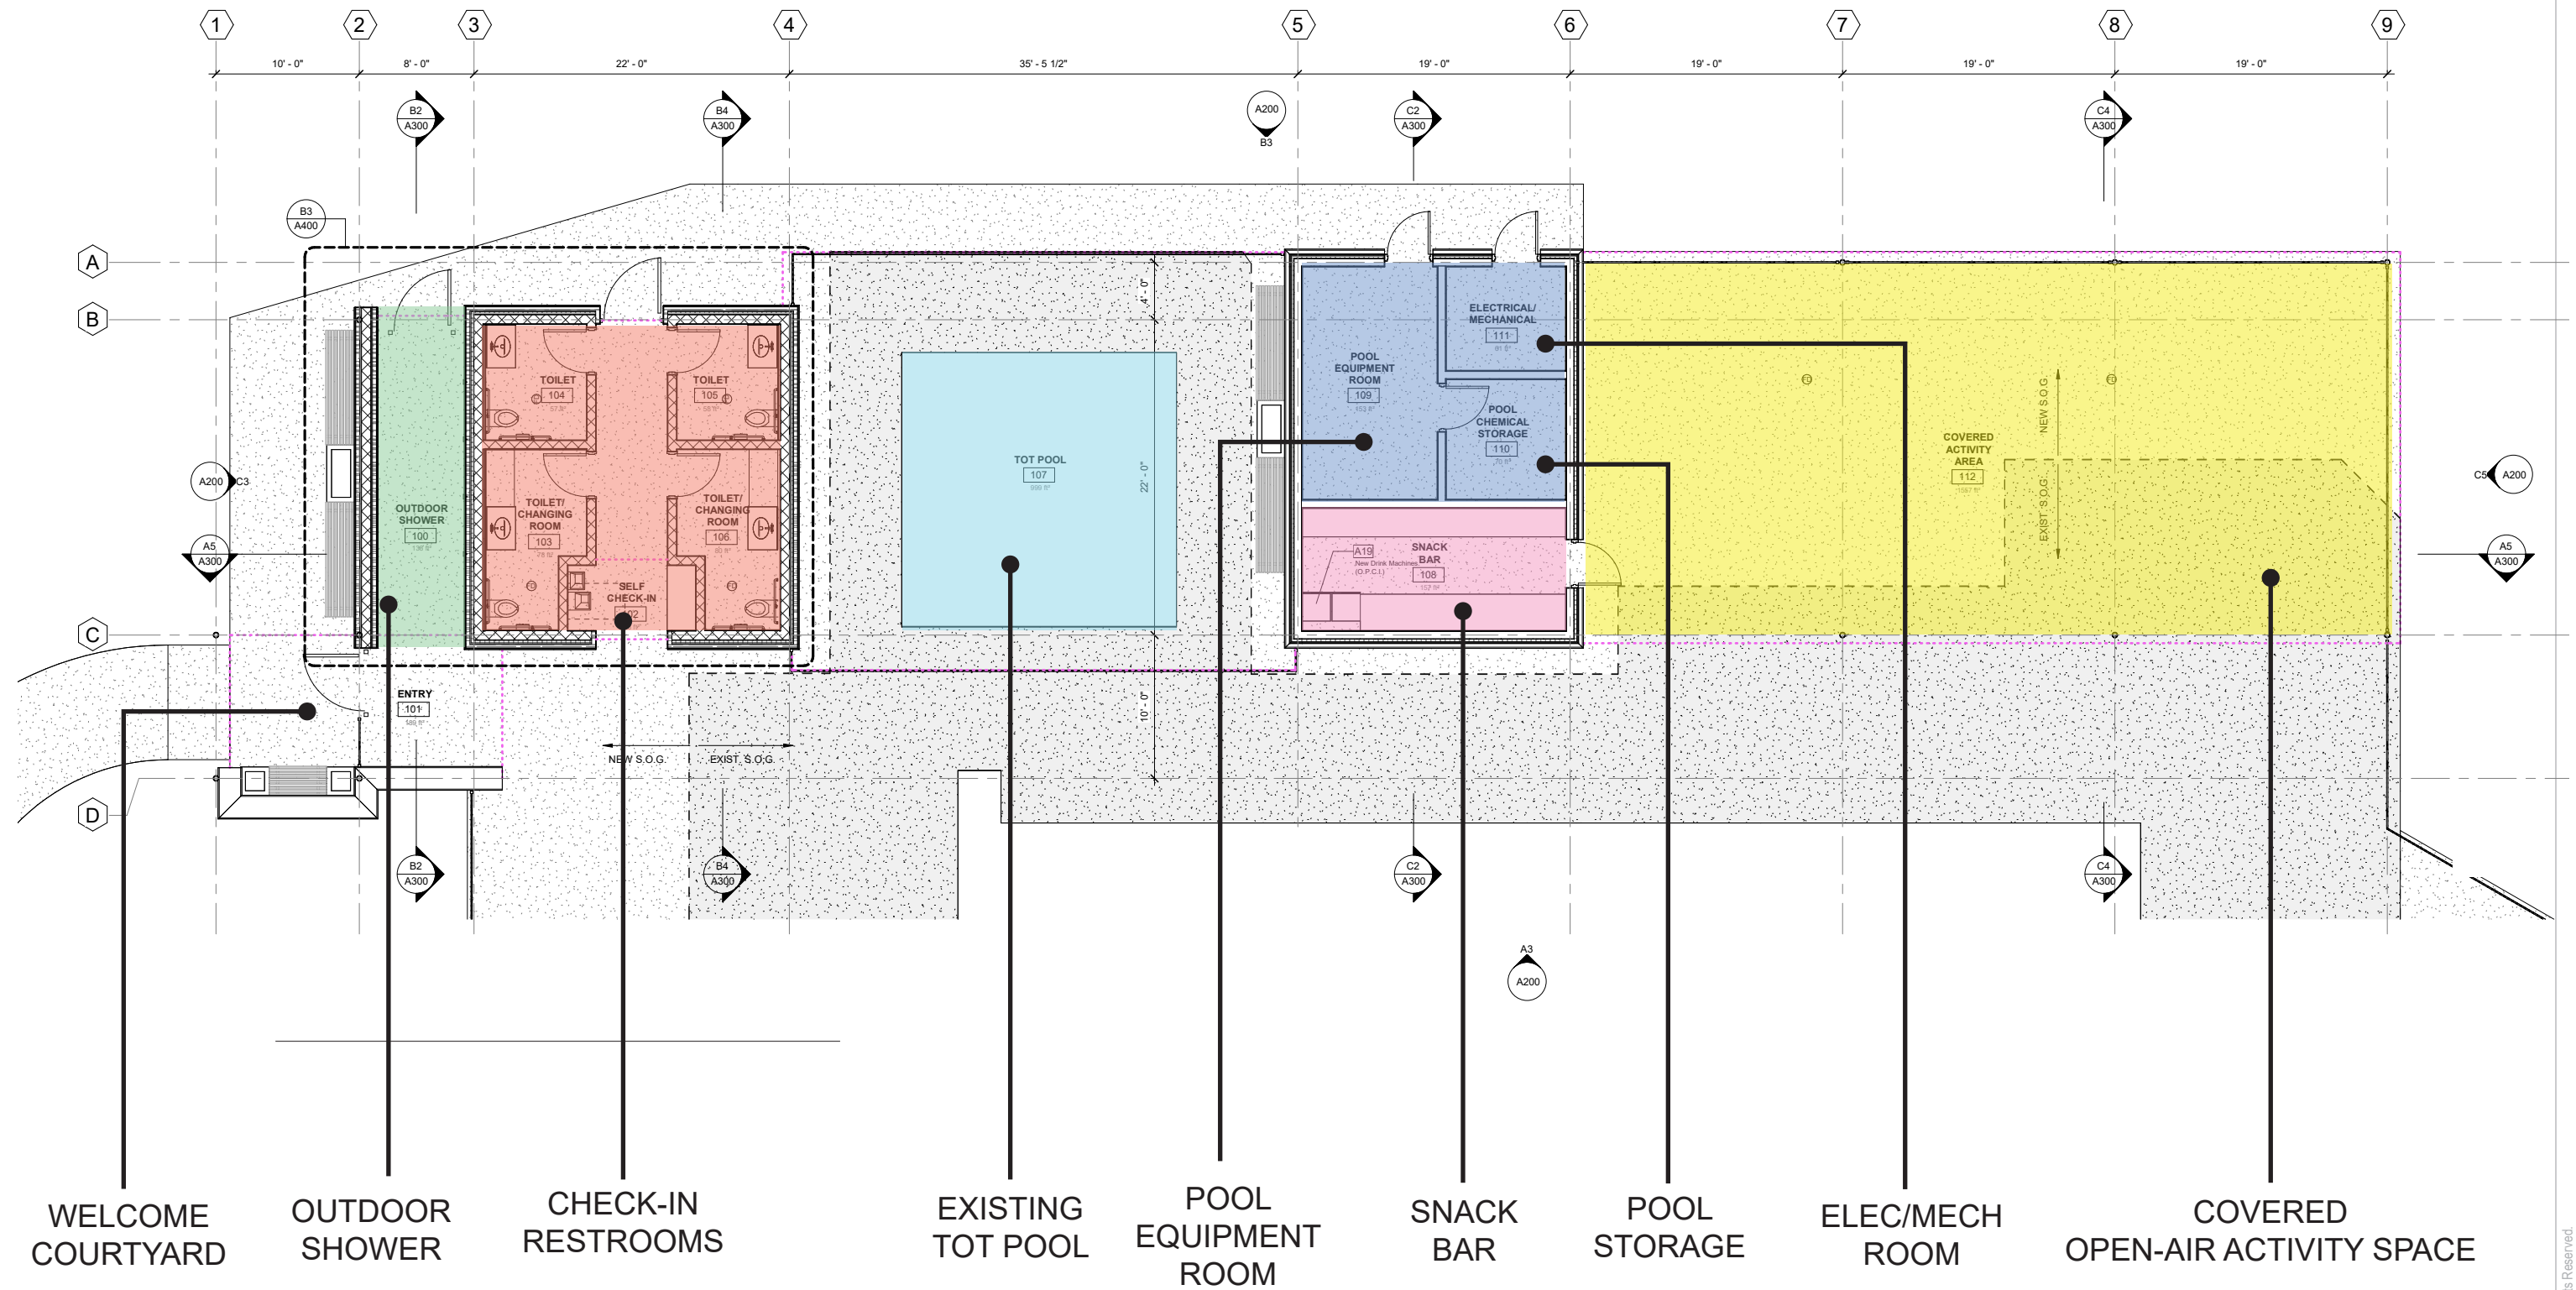 1
2
3
4
5
6
7
8
9
10' - 0"
8' - 0"
22' - 0"
35' - 5 1/2"
19' - 0"
19' - 0"
19' - 0"
19' - 0"
B2
A300
B4
A300
A200
B3
C2
A300
C4
A300
B3
A400
A
B
C
D
4' - 0"
22' - 0"
10' - 0"
TOILET
104
TOILET
105
TOILET/
CHANGING
ROOM
103
TOILET/
CHANGING
ROOM
106
OUTDOOR
SHOWER
100
SELF
CHECK-IN
102
FD
FD
TOT POOL
107
POOL
EQUIPMENT
ROOM
109
ELECTRICAL/
MECHANICAL
111
POOL
CHEMICAL
STORAGE
110
A19
New Drink Machines
(O.P.C.I.)
SNACK
BAR
108
FD
FD
COVERED
ACTIVITY
AREA
112
NEW S.O.G.
EXIST. S.O.G.
A200
C3
A5
A300
C5
A200
A5
A300
ENTRY
101
NEW S.O.G.
EXIST. S.O.G.
B2
A300
B4
A300
C2
A300
C4
A300
A3
A200
WELCOME
COURTYARD
OUTDOOR
SHOWER
CHECK-IN
RESTROOMS
EXISTING
TOT POOL
POOL
EQUIPMENT
ROOM
SNACK
BAR
POOL
STORAGE
ELEC/MECH
ROOM
COVERED
OPEN-AIR ACTIVITY SPACE
Reserved.